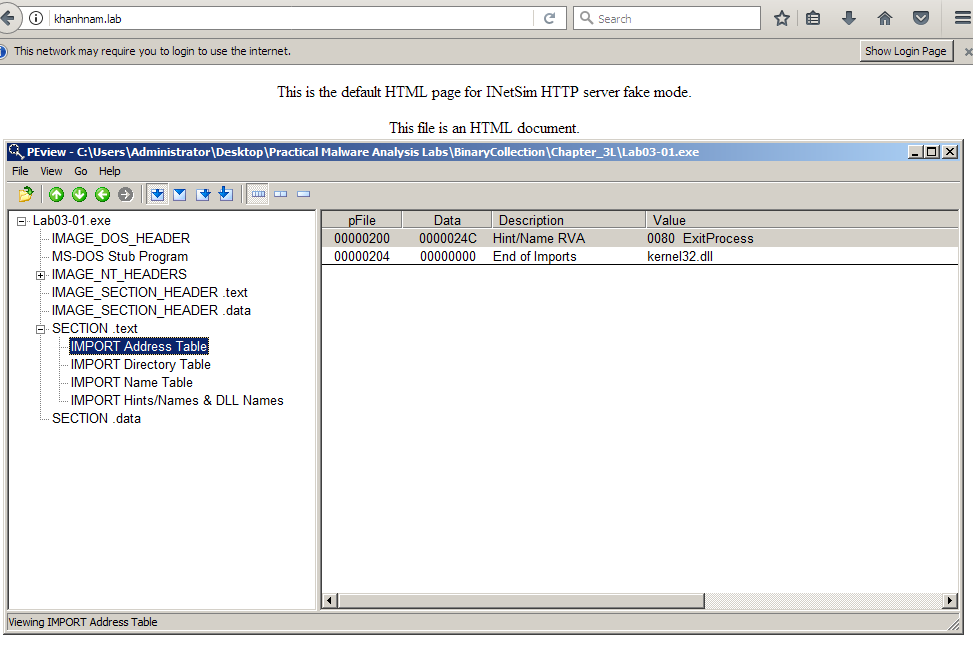 khanhnam.lab
Search
This network may require you to login to use the internet.
Show Login Page
This is the default HTML page for INetSim HTTP server fake mode.
This file is an HTML document.
PEview - C:\Users\Administrator\Desktop\Practical Malware Analysis Labs\BinaryCollection\Chapter_3L\Lab03-01.exe
File View Go Help
Lab03-01.exe
IMAGE_DOS_HEADER
MS-DOS Stub Program
IMAGE_NT_HEADERS
IMAGE_SECTION_HEADER .text
IMAGE_SECTION_HEADER .data
SECTION .text
IMPORT Address Table
IMPORT Directory Table
IMPORT Name Table
IMPORT Hints/Names & DLL Names
SECTION .data
pFile Data Description Value
00000200 0000024C Hint/Name RVA 0080 ExitProcess
00000204 00000000 End of Imports kernel32.dll
Viewing IMPORT Address Table